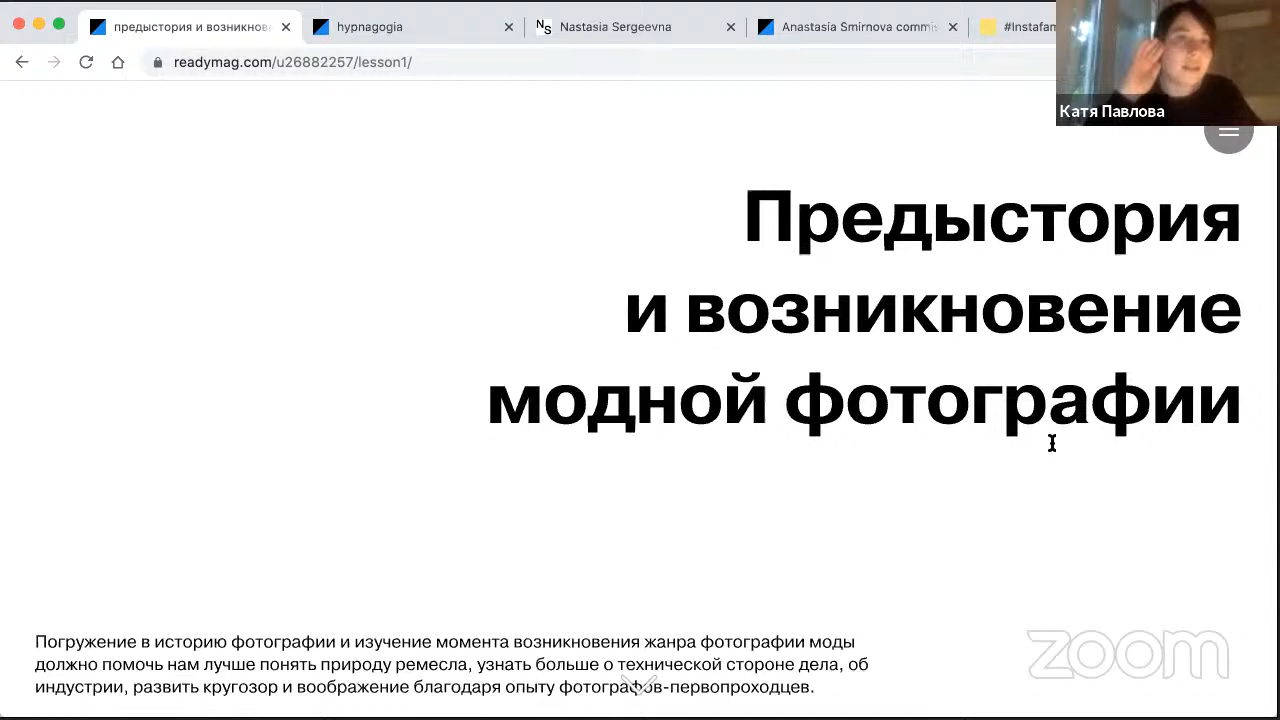 предыстория и возникнов
hypnagogia
NS
Nastasia Sergeevna
Anastasia Smirnova commis
#Instafam
readymag.com/u26882257/lesson1/
Катя Павлова
Предыстория
и возникновение
модной фотографии
Погружение в историю фотографии и изучение момента возникновения жанра фотографии моды
должно помочь нам лучше понять природу ремесла, узнать больше о технической стороне дела, об
индустрии, развить кругозор и воображение благодаря опыту фотографов-первопроходцев.
zoom